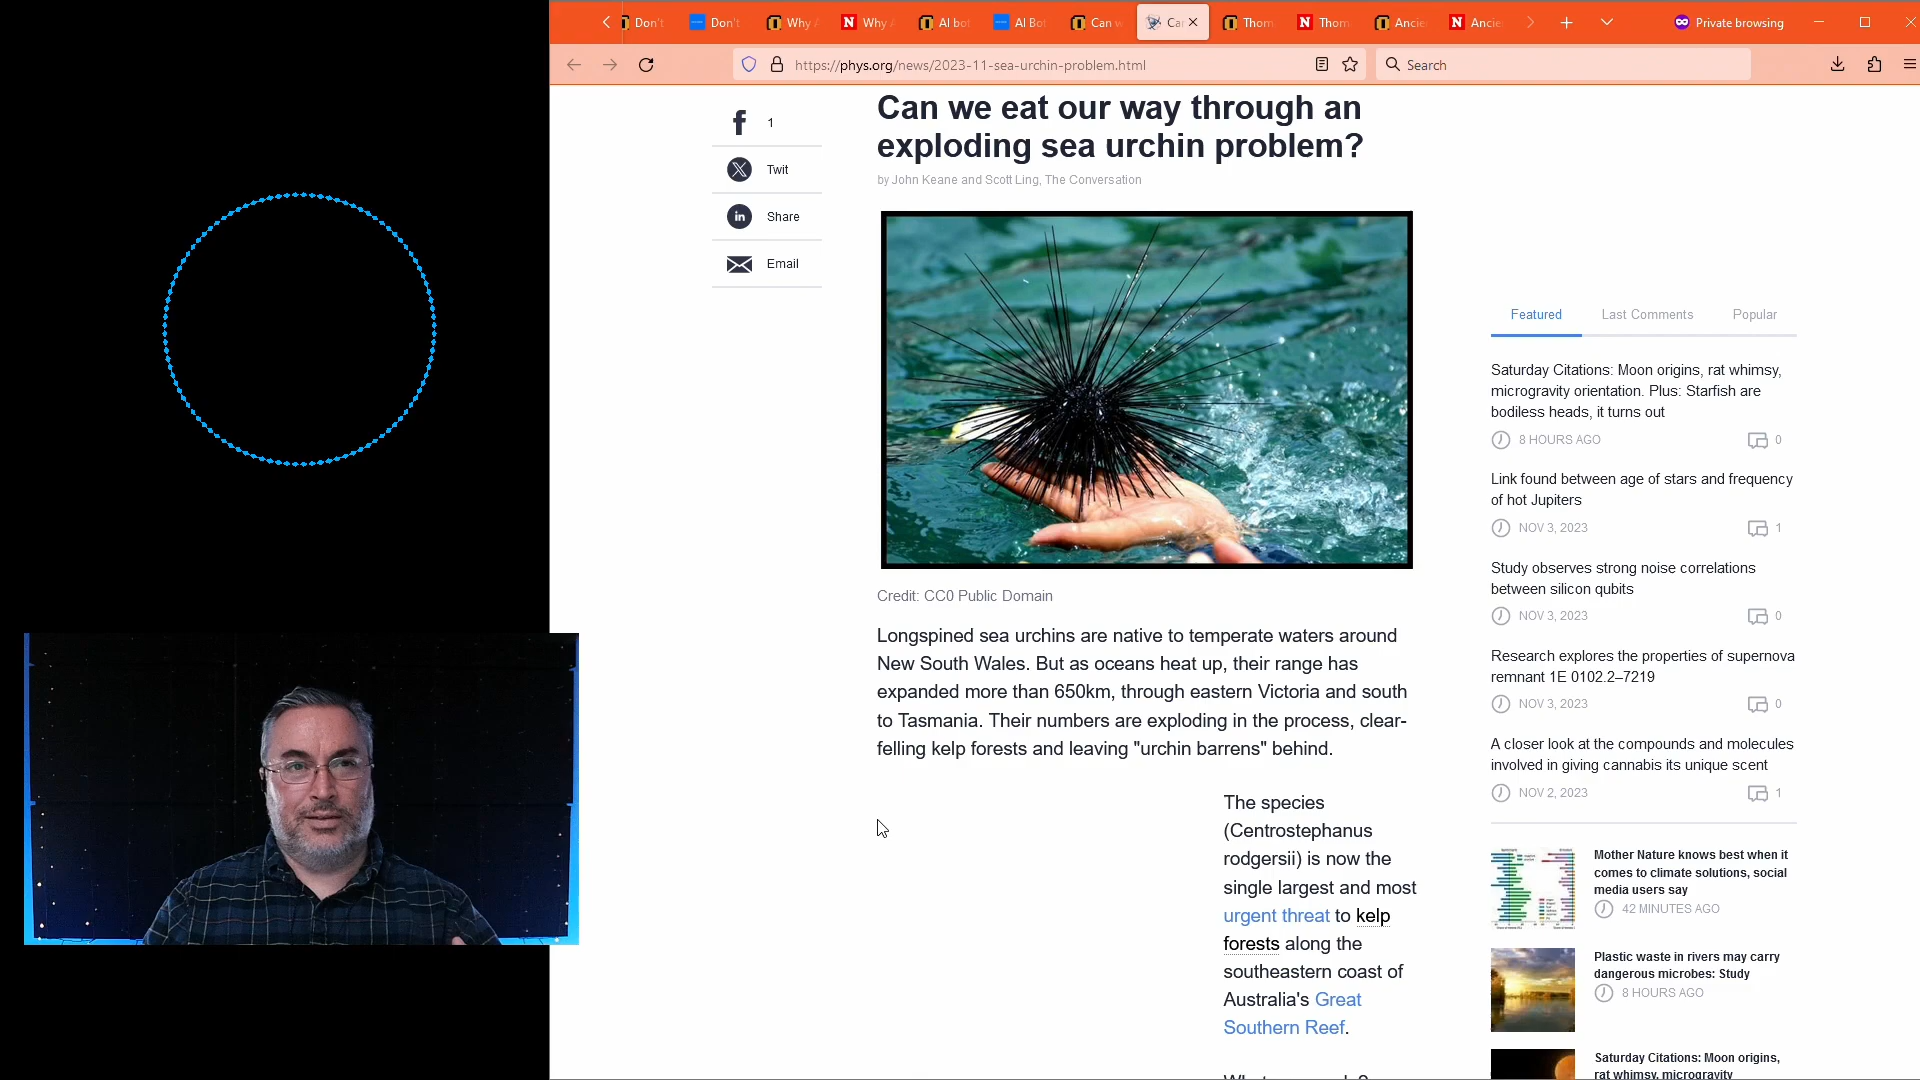 Don't
Don't
Why
Why
AI bot
AI Bot
Can
Ca
Thom
Thom
Ancie
Ancie
Private browsing
https://phys.org/news/2023-11-sea-urchin-problem.html
Search
1
Twit
Share
Email
Can we eat our way through an
exploding sea urchin problem?
by John Keane and Scott Ling, The Conversation
Credit: CC0 Public Domain
Longspined sea urchins are native to temperate waters around
New South Wales. But as oceans heat up, their range has
expanded more than 650km, through eastern Victoria and south
to Tasmania. Their numbers are exploding in the process, clear-
felling kelp forests and leaving "urchin barrens" behind.
The species
(Centrostephanus
rodgersii) is now the
single largest and most
urgent threat to kelp
forests along the
southeastern coast of
Australia's Great
Southern Reef.
Featured Last Comments Popular
Saturday Citations: Moon origins, rat whimsy,
microgravity orientation. Plus: Starfish are
bodiless heads, it turns out
8 HOURS AGO 0
Link found between age of stars and frequency
of hot Jupiters
NOV 3, 2023 1
Study observes strong noise correlations
between silicon qubits
NOV 3, 2023 0
Research explores the properties of supernova
remnant 1E 0102.2–7219
NOV 3, 2023 0
A closer look at the compounds and molecules
involved in giving cannabis its unique scent
NOV 2, 2023 1
Mother Nature knows best when it
comes to climate solutions, social
media users say
42 MINUTES AGO
Plastic waste in rivers may carry
dangerous microbes: Study
8 HOURS AGO
Saturday Citations: Moon origins,
rat whimsy, microgravity